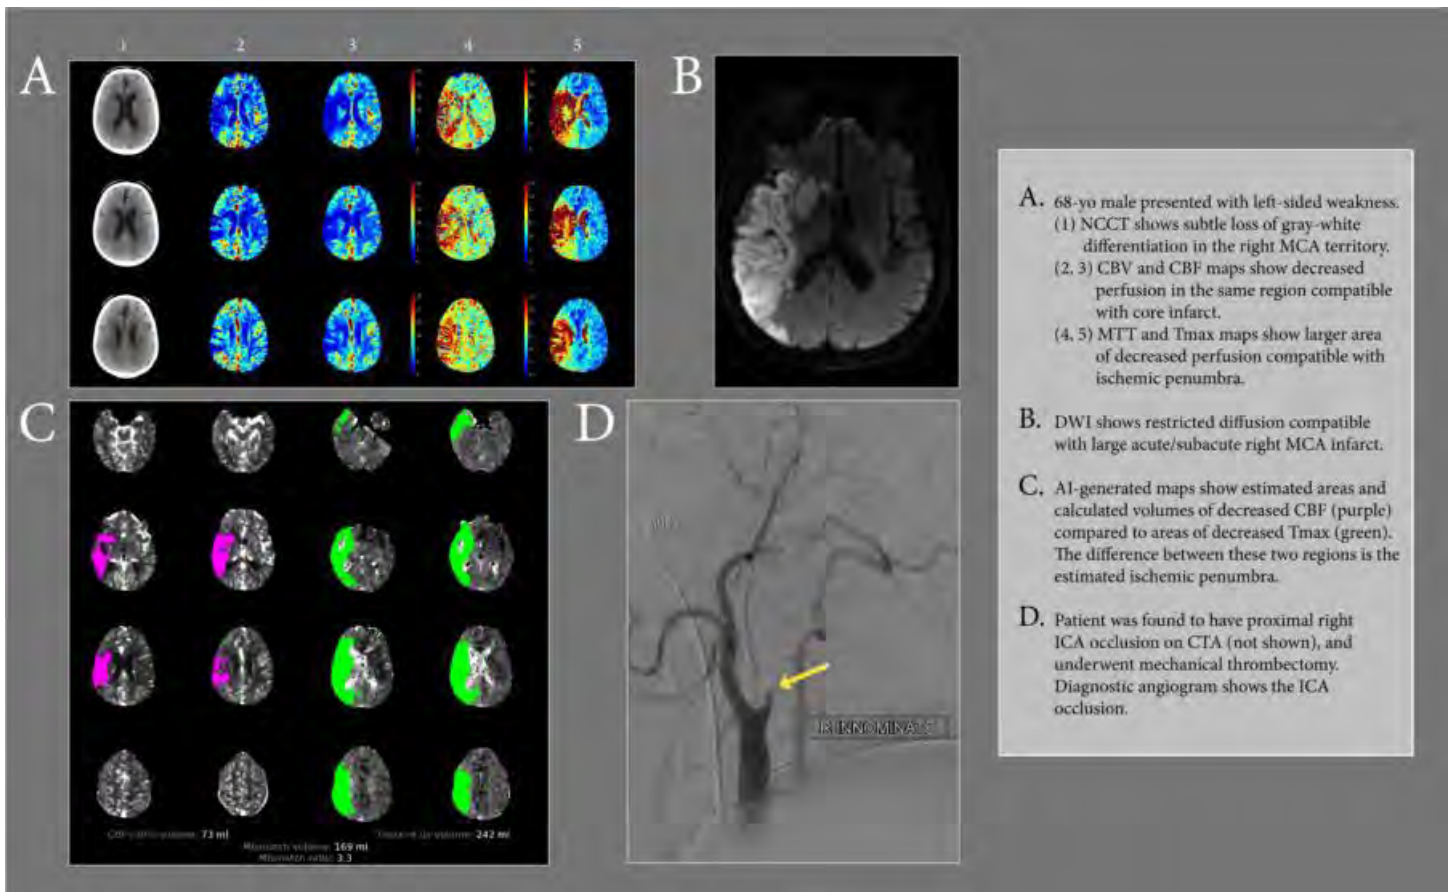 A
1 2 3 4 5
B
C
CBF<30% volume: 73 ml
Tmax>6.0s volume: 242 ml
Mismatch volume: 169 ml
Mismatch ratio: 3.3
D
R INNOMINATE
A. 68-yo male presented with left-sided weakness.
(1) NCCT shows subtle loss of gray-white
differentiation in the right MCA territory.
(2, 3) CBV and CBF maps show decreased
perfusion in the same region compatible
with core infarct.
(4, 5) MTT and Tmax maps show larger area
of decreased perfusion compatible with
ischemic penumbra.
B. DWI shows restricted diffusion compatible
with large acute/subacute right MCA infarct.
C. AI-generated maps show estimated areas and
calculated volumes of decreased CBF (purple)
compared to areas of decreased Tmax (green).
The difference between these two regions is the
estimated ischemic penumbra.
D. Patient was found to have proximal right
ICA occlusion on CTA (not shown), and
underwent mechanical thrombectomy.
Diagnostic angiogram shows the ICA
occlusion.